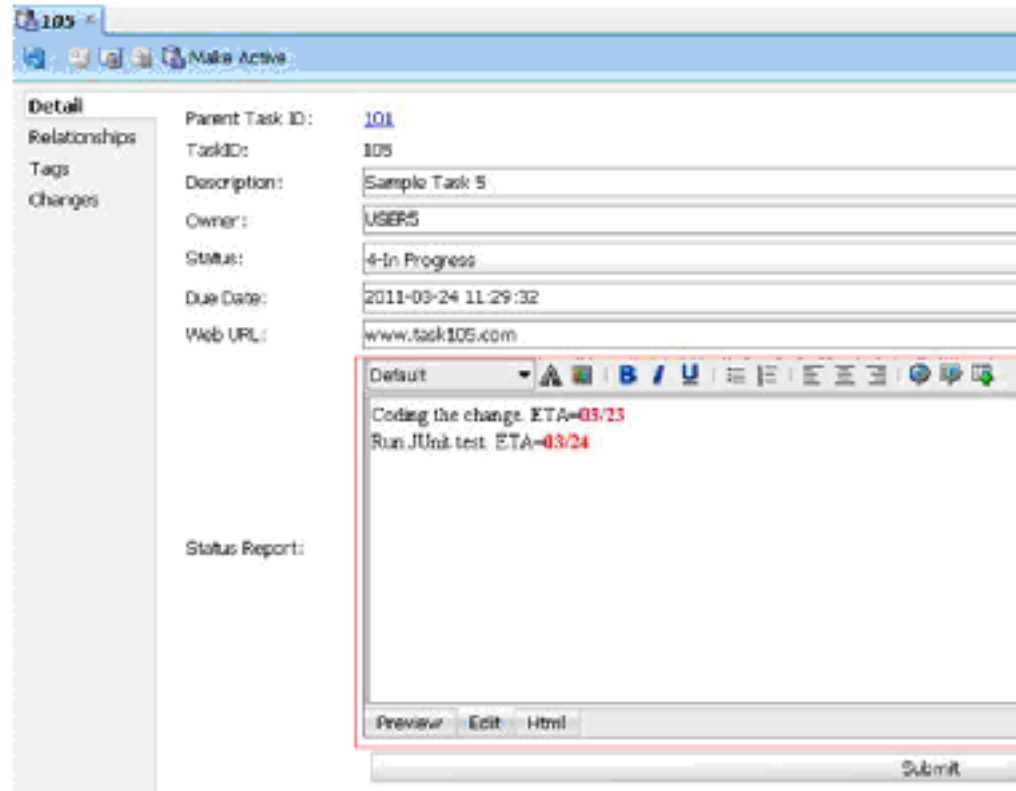 105
Make Active
Detail
Relationships
Tags
Changes
Parent Task ID: 101
TaskID: 105
Description: Sample Task 5
Owner: USER5
Status: 4-In Progress
Due Date: 2011-03-24 11:29:32
Web URL: www.task105.com
Default B I U
Coding the change. ETA=03/23
Run JUnit test. ETA=03/24
Status Report:
Preview Edit Html
Submit